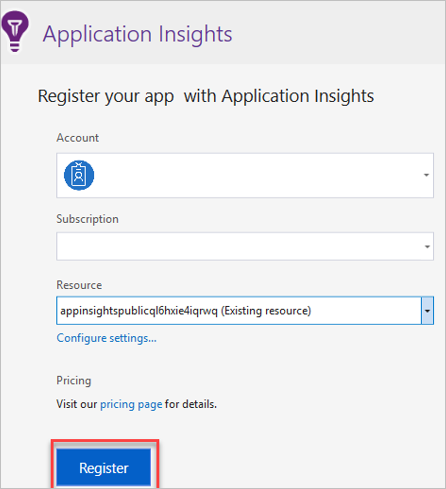 Application Insights
Register your app with Application Insights
Account
Subscription
Resource
appinsightspublicql6hxie4iqrwq (Existing resource)
Configure settings...
Pricing
Visit our pricing page for details.
Register